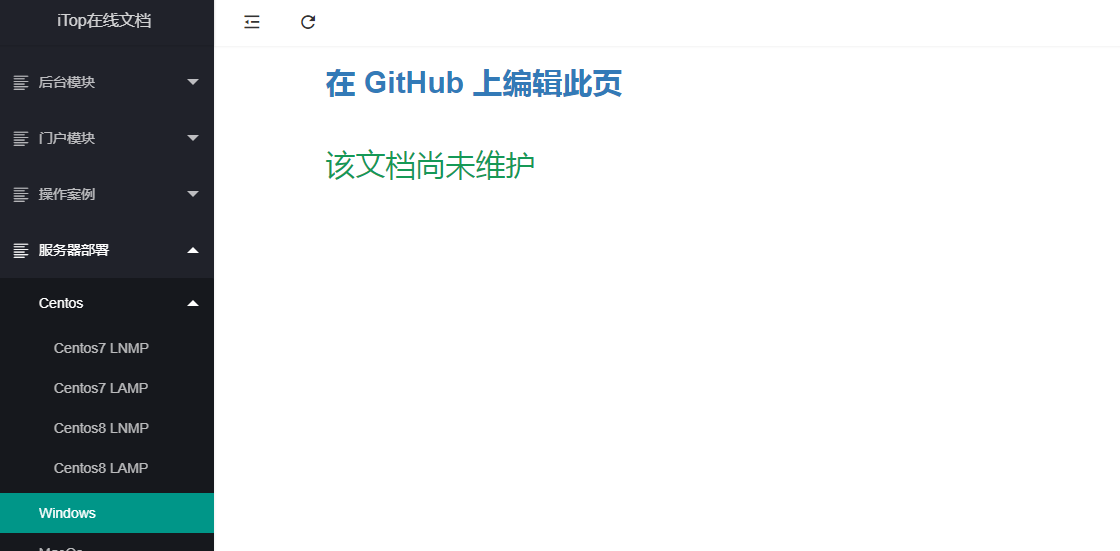 iTop在线文档
后台模块
门户模块
操作案例
服务器部署
Centos
Centos7 LNMP
Centos7 LAMP
Centos8 LNMP
Centos8 LAMP
Windows
在 GitHub 上编辑此页
该文档尚未维护